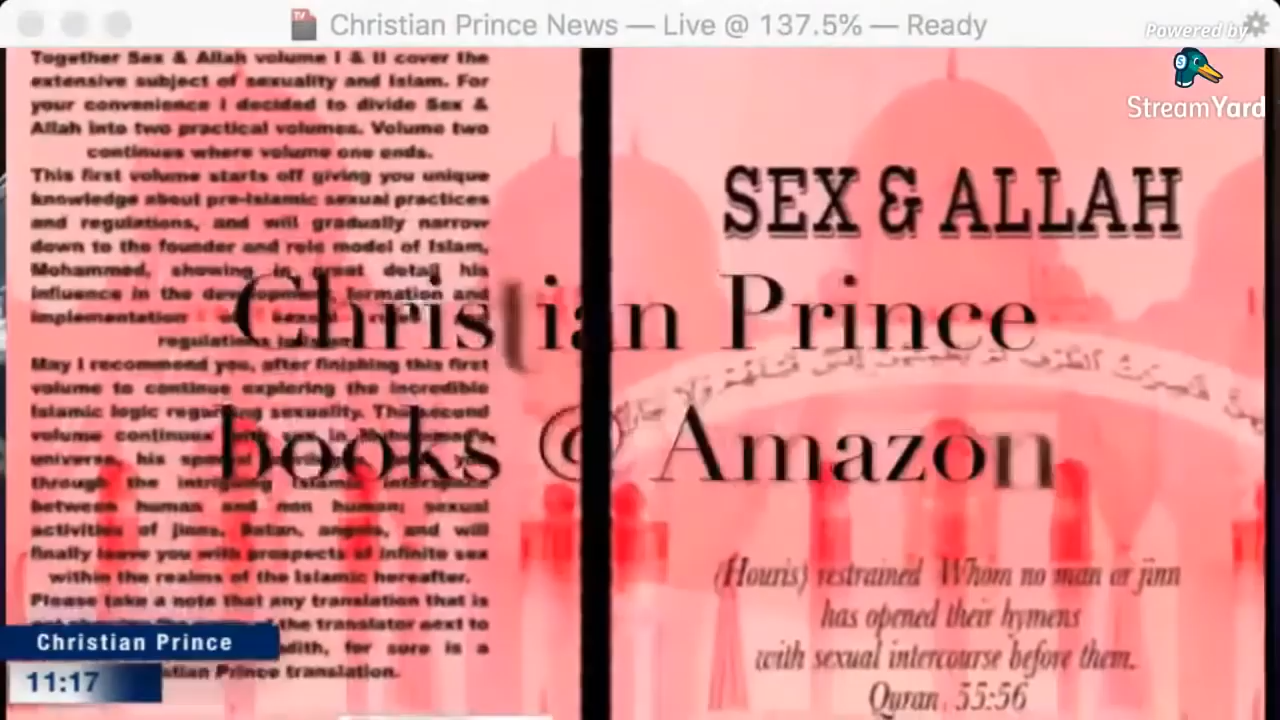 Christian Prince News — Live @ 137.5% — Ready
Powered by
StreamYard
Together Sex & Allah volume I & II cover the
extensive subject of sexuality and Islam. For
your convenience I decided to divide Sex &
Allah into two practical volumes. Volume two
continues where volume one ends.
This first volume starts off giving you unique
knowledge about pre-Islamic sexual practices
and regulations, and will gradually narrow
down to the founder and role model of Islam,
Mohammed, showing in great detail his
influence in the development, formation and
implementation of sexual rules
regulations
May I recommend you, after finishing this first
volume to continue exploring the incredible
Islamic logic regarding sexuality. The second
volume continues in
universe, his you
through the intriguing Islamic
between human and non human; sexual
activities of jinns, Satan, angels, and will
finally leave you with prospects of infinite sex
within the realms of the Islamic hereafter.
Please take a note that any translation that is
the translator next to
for sure is a
translation.
SEX & ALLAH
Christian Prince
books @ Amazon
(Houris) restrained Whom no man or jinn
has opened their hymens
with sexual intercourse before them.
Quran 55:56
Christian Prince
11:17